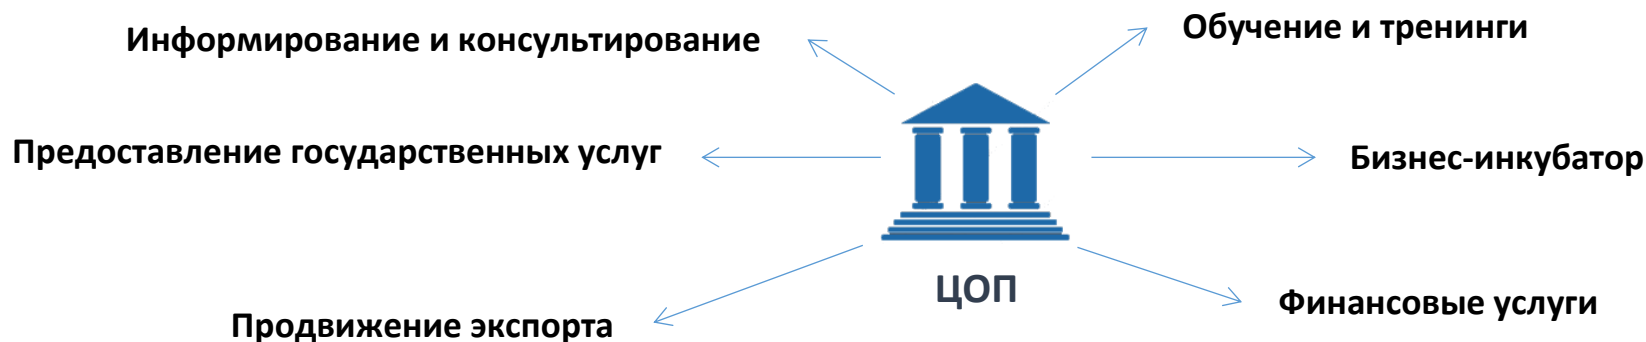 Информирование и консультирование
Обучение и тренинги
Предоставление государственных услуг
Бизнес-инкубатор
ЦОП
Продвижение экспорта
Финансовые услуги